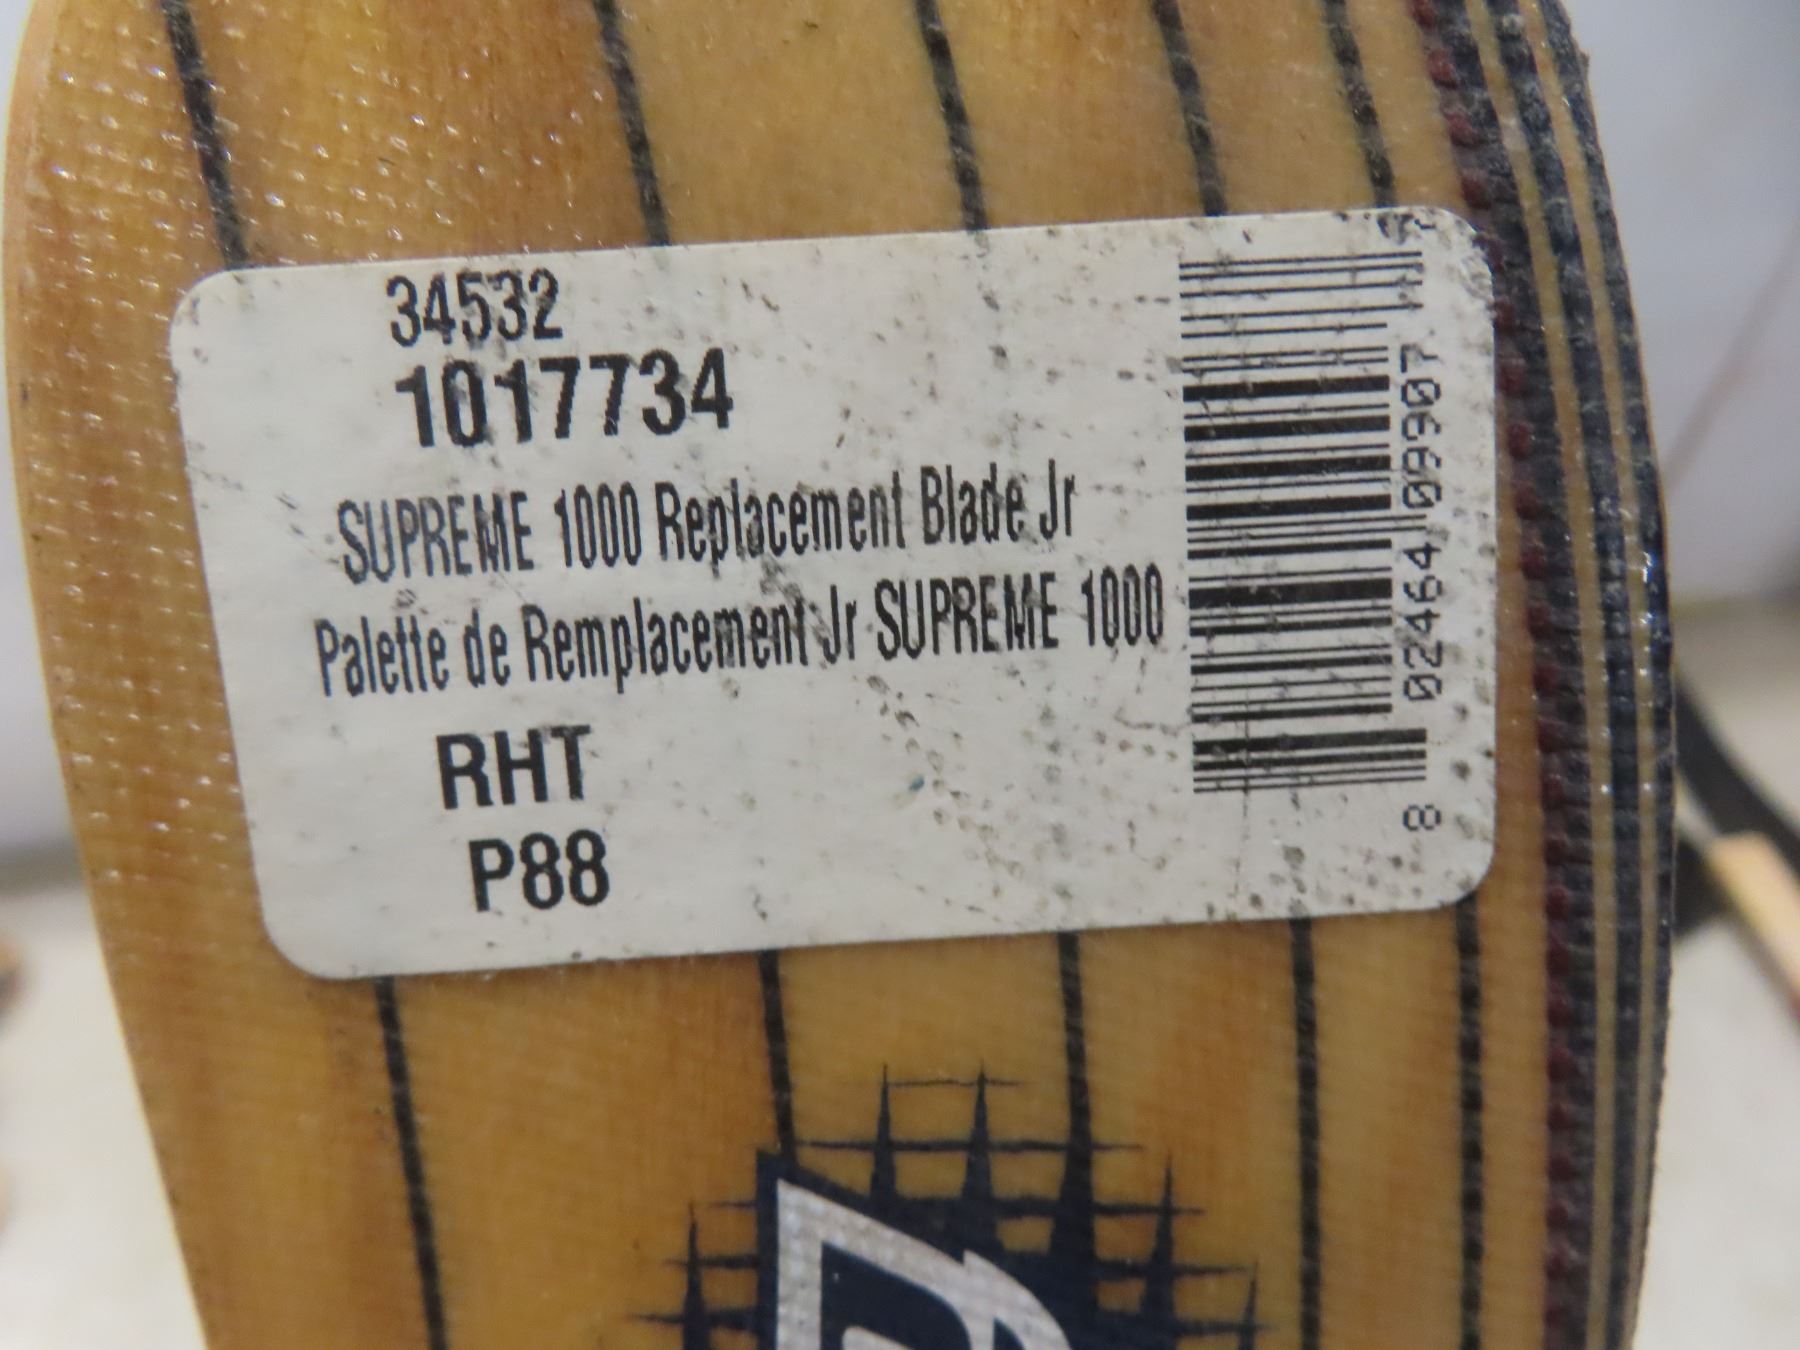 34532
1017734
SUPREME 1000 Replacement Blade Jr
Palette de Remplacement Jr SUPREME 1000
RHT
P88
8 02464 09907